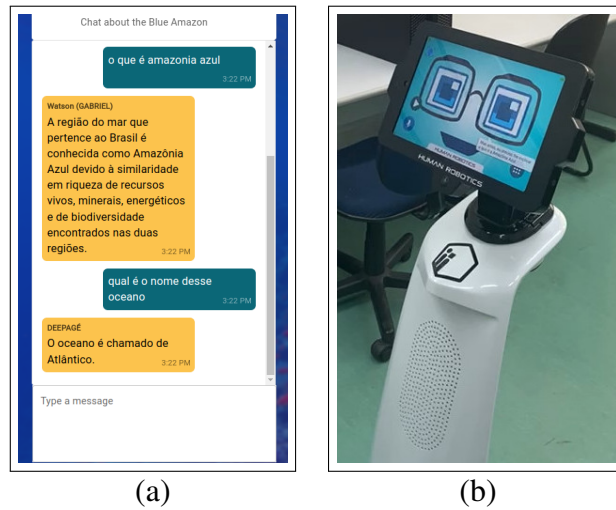 Chat about the Blue Amazon
o que é amazonia azul
3:22 PM
Watson (GABRIEL)
A região do mar que
pertence ao Brasil é
conhecida como Amazônia
Azul devido à similaridade
em riqueza de recursos
vivos, minerais, energéticos
e de biodiversidade
encontrados nas duas
regiões.
3:22 PM
qual é o nome desse
oceano
3:22 PM
DEEPAGÉ
O oceano é chamado de
Atlântico.
3:22 PM
Type a message
HUMAN ROBOTICS
HUMAN ROBOTICS
(a)
(b)